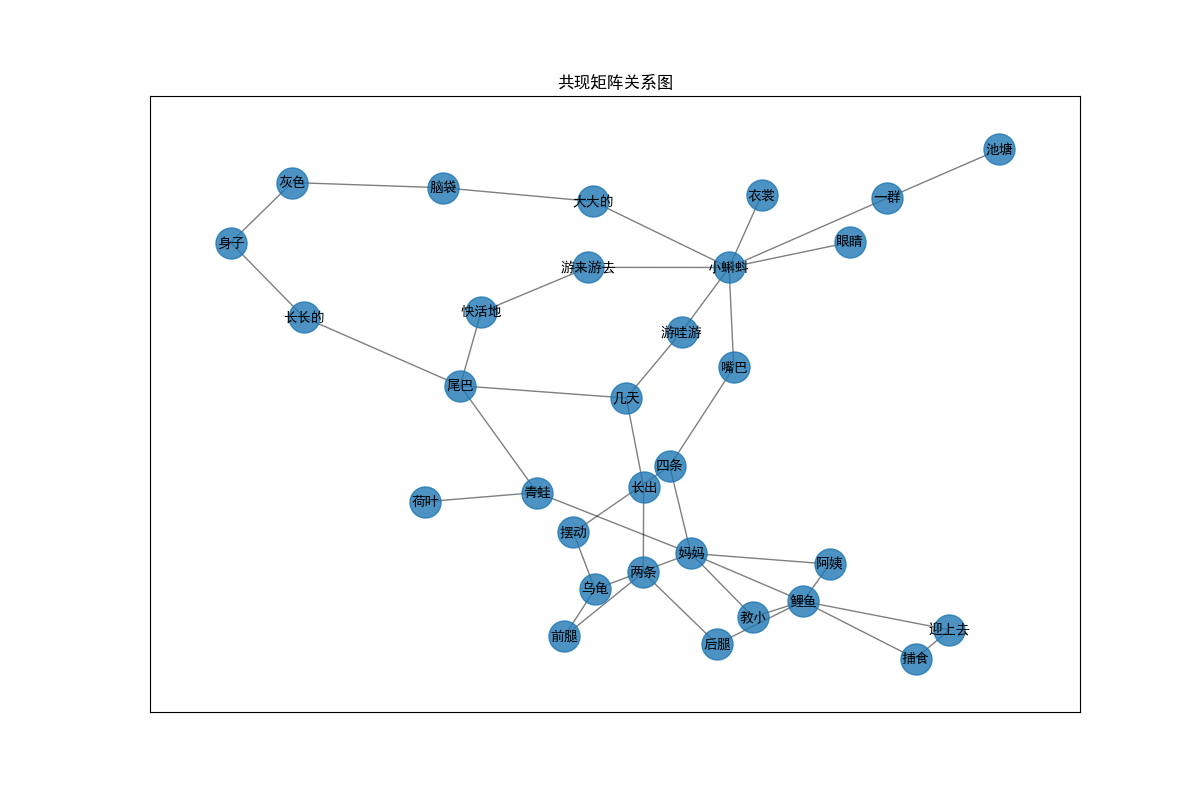 共现矩阵关系图
池塘
灰色
脑袋
衣裳
一群
大大的
身子
眼睛
游来游去
小蝌蚪
快活地
长长的
游哇游
嘴巴
尾巴
几天
四条
长出
青蛙
荷叶
摆动
妈妈
阿姨
两条
乌龟
鲤鱼
教小
迎上去
前腿
后腿
捕食